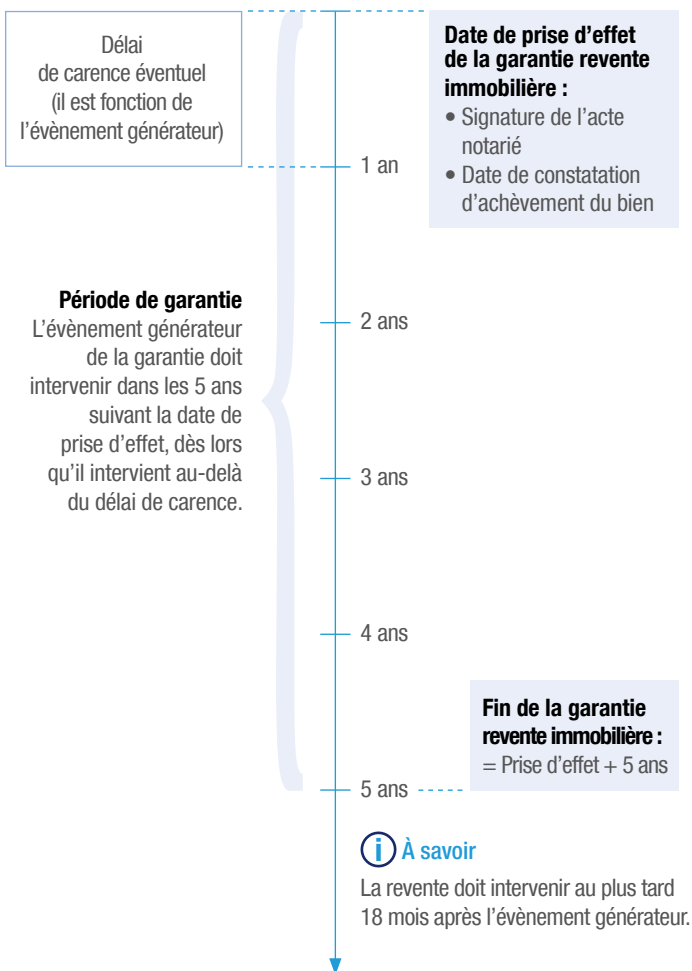 Délai
de carence éventuel
(il est fonction de
l'évènement générateur)
Date de prise d'effet
de la garantie revente
immobilière :
• Signature de l'acte
notarié
• Date de constatation
d'achèvement du bien
1 an
Période de garantie
L'évènement générateur
de la garantie doit
intervenir dans les 5 ans
suivant la date de
prise d'effet, dès lors
qu'il intervient au-delà
du délai de carence.
2 ans
3 ans
4 ans
Fin de la garantie
revente immobilière :
= Prise d'effet + 5 ans
5 ans
i À savoir
La revente doit intervenir au plus tard
18 mois après l'évènement générateur.